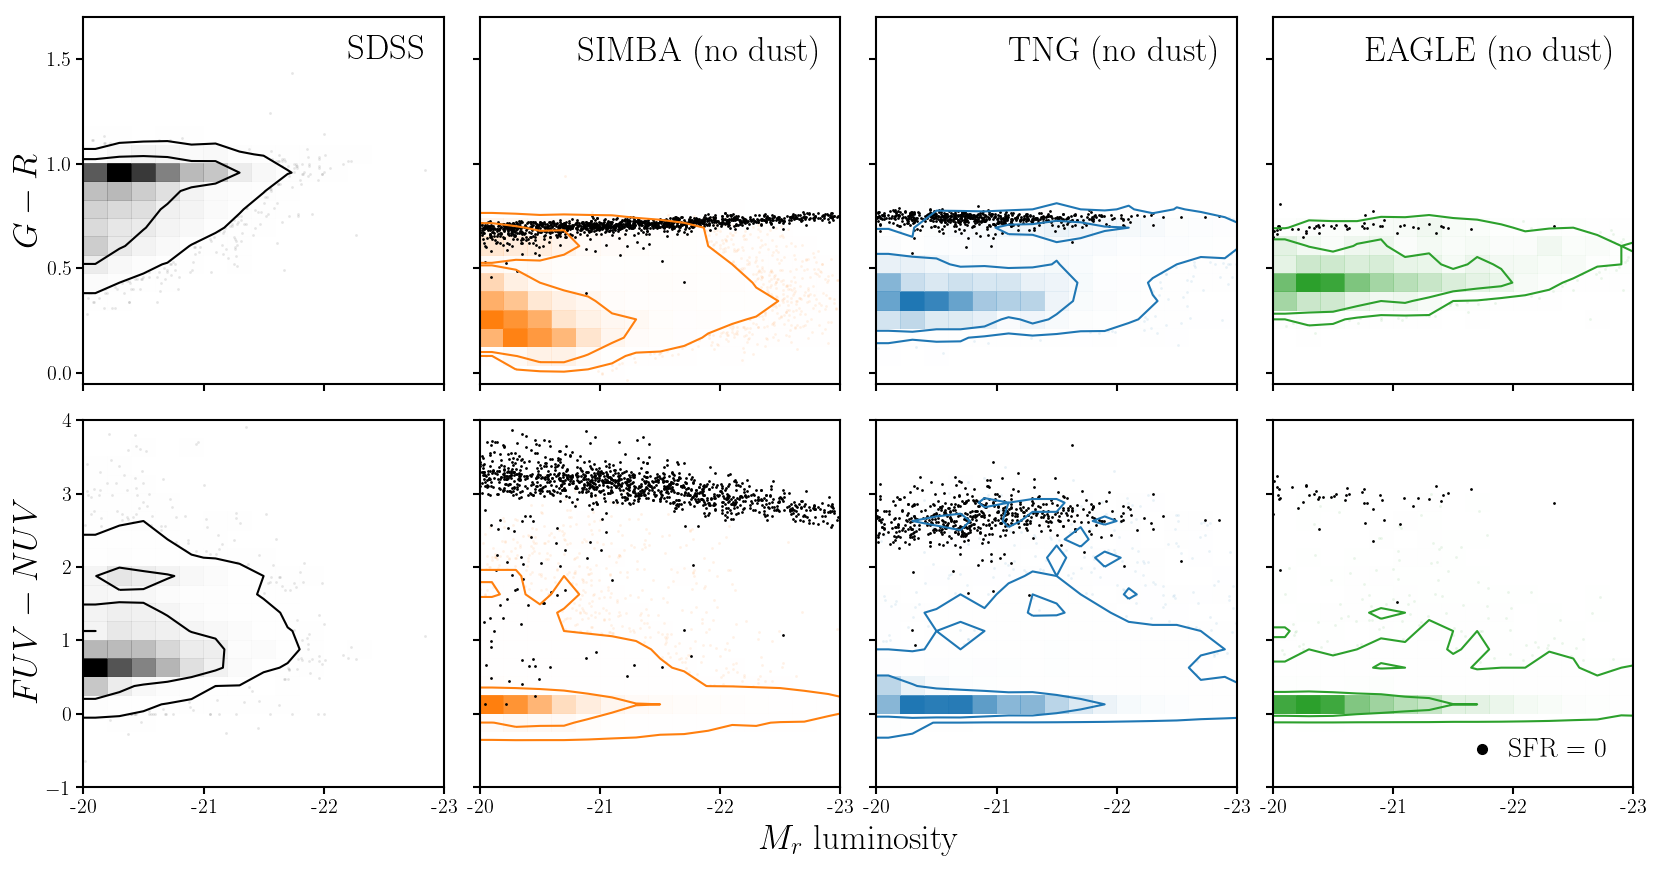 SDSS
SIMBA (no dust)
TNG (no dust)
EAGLE (no dust)
1.5
1.0
0.5
0.0
G − R
4
3
2
1
0
−1
FUV − NUV
SFR = 0
-20 -21 -22 -23
-20 -21 -22 -23
-20 -21 -22 -23
-20 -21 -22 -23
M_r luminosity